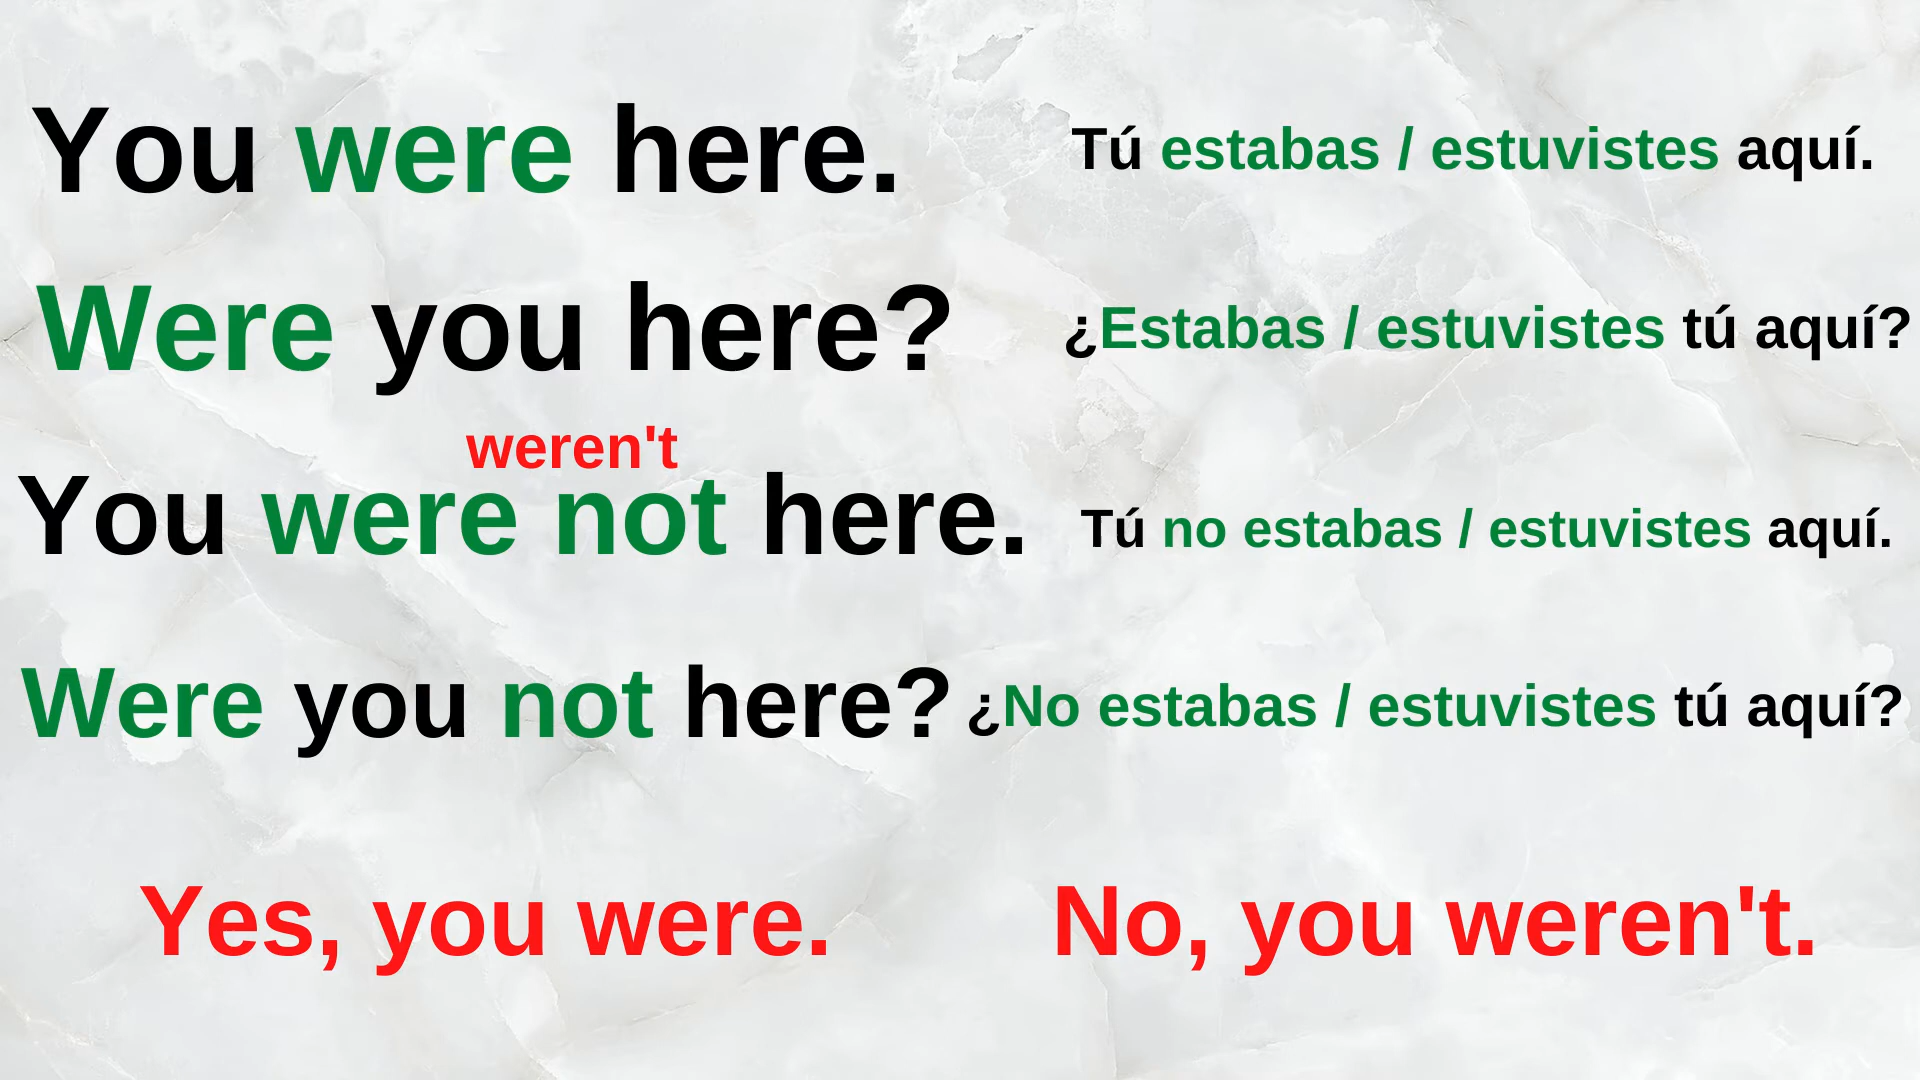 You were here. Tú estabas / estuvistes aquí.
Were you here? ¿Estabas / estuvistes tú aquí?
weren't
You were not here. Tú no estabas / estuvistes aquí.
Were you not here? ¿No estabas / estuvistes tú aquí?
Yes, you were. No, you weren't.